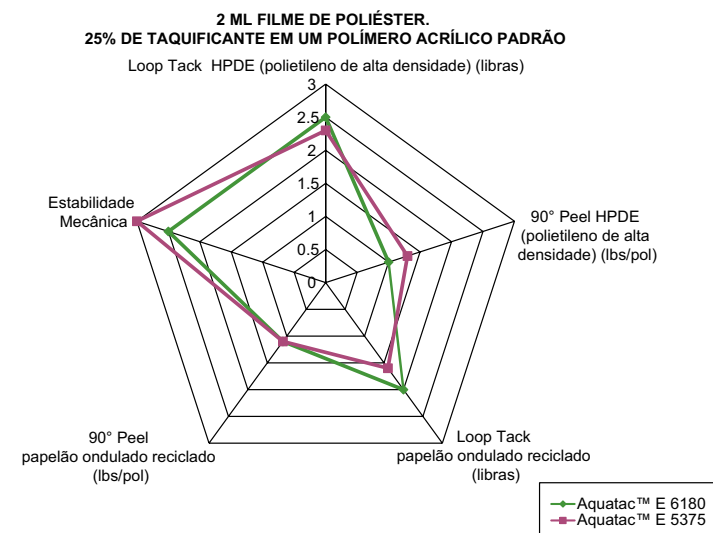 2 ML FILME DE POLIÉSTER.
25% DE TAQUIFICANTE EM UM POLÍMERO ACRÍLICO PADRÃO
Loop Tack HPDE (polietileno de alta densidade) (libras)
3
2.5
2
1.5
1
0.5
0
Estabilidade
Mecânica
90° Peel HPDE
(polietileno de alta
densidade) (lbs/pol)
90° Peel
papelão ondulado reciclado
(lbs/pol)
Loop Tack
papelão ondulado reciclado
(libras)
Aquatac™ E 6180
Aquatac™ E 5375